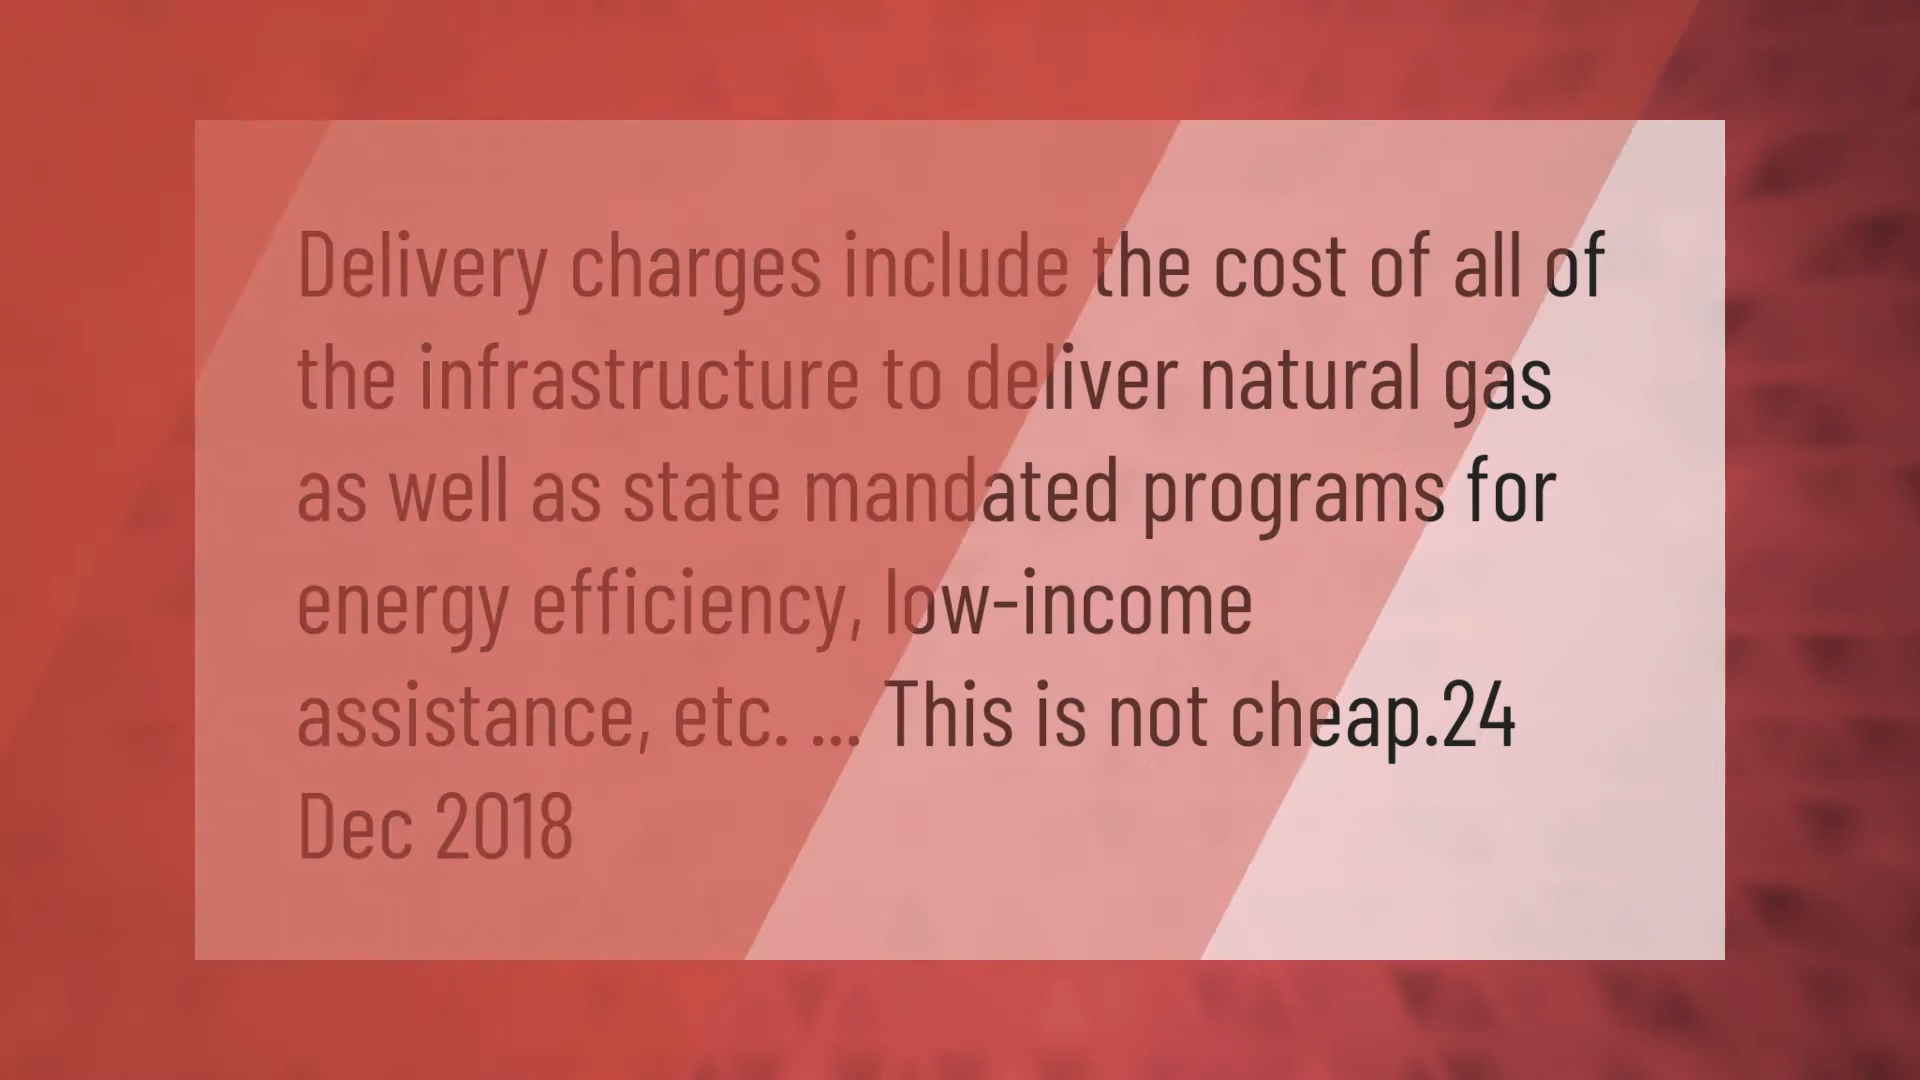 Delivery charges include the cost of all of
the infrastructure to deliver natural gas
as well as state mandated programs for
energy efficiency, low-income
assistance, etc. ... This is not cheap.24
Dec 2018